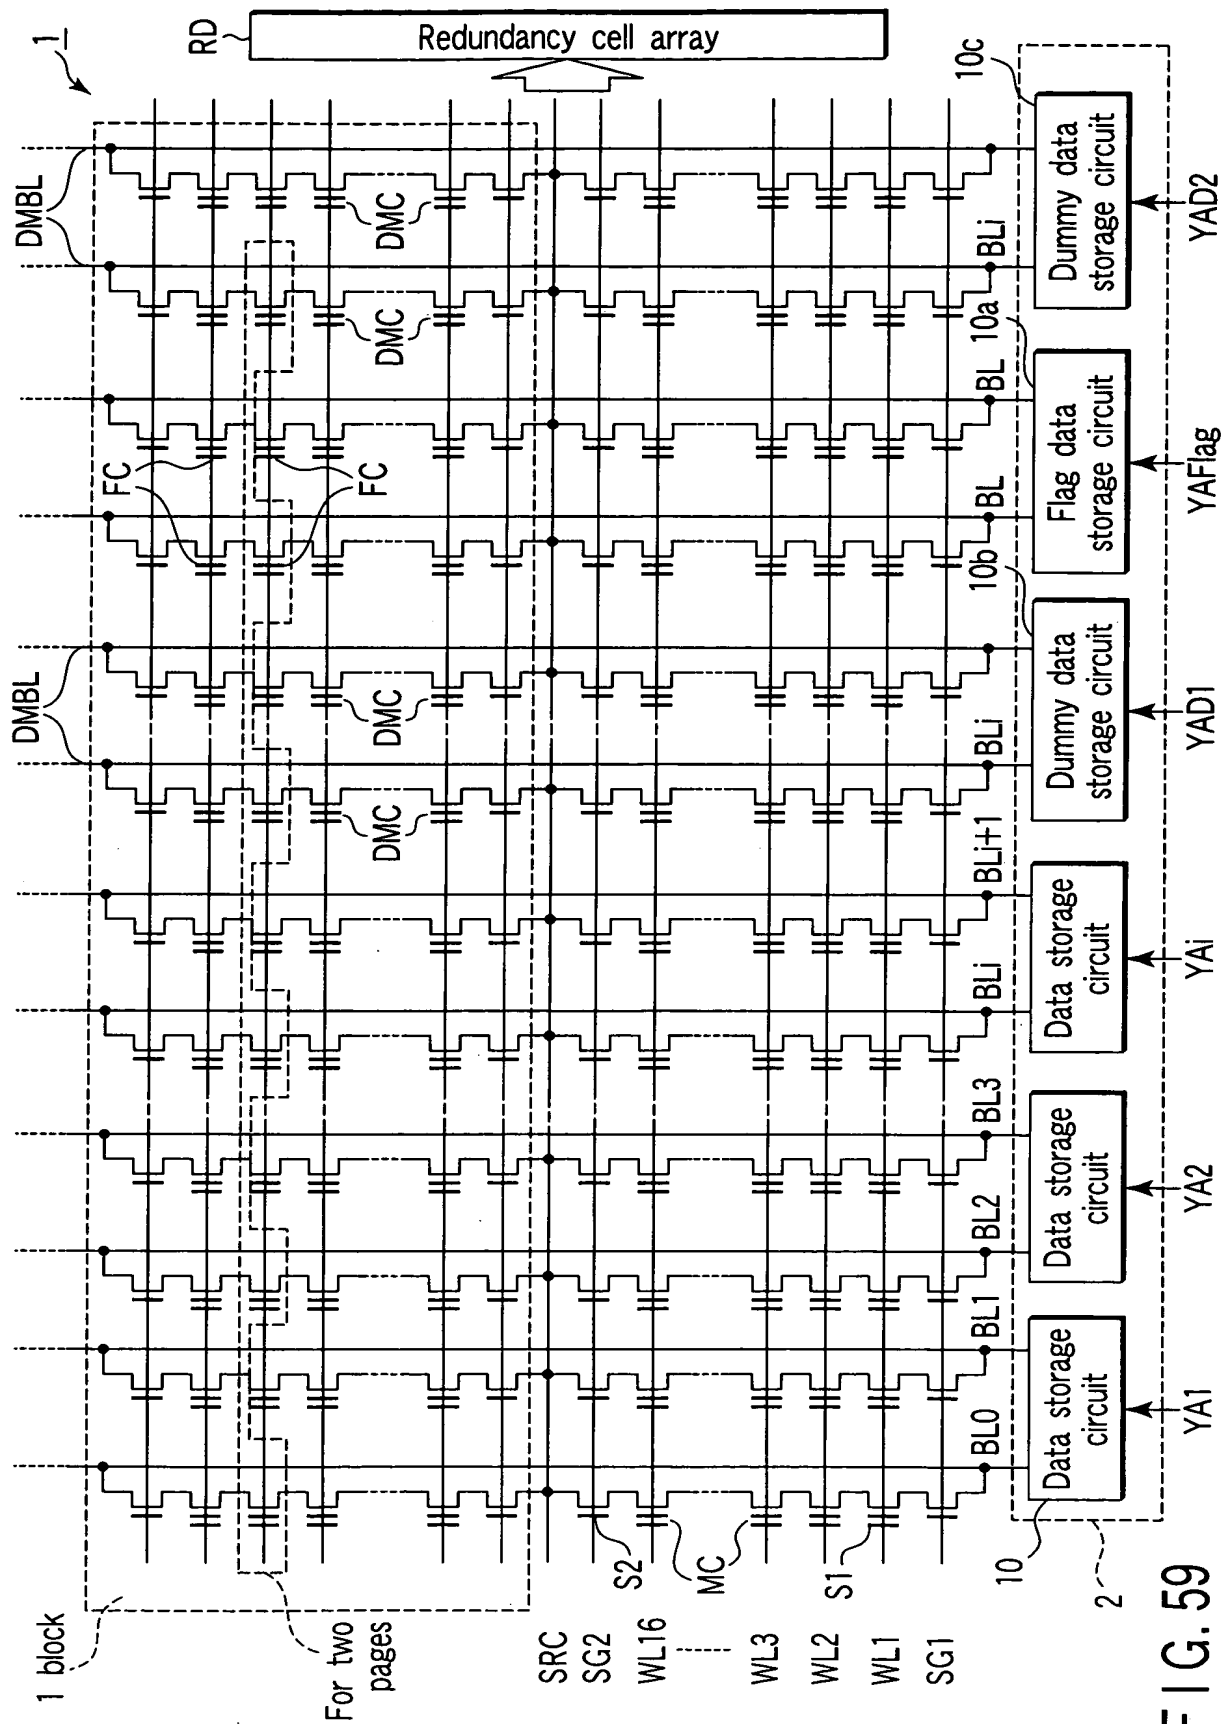 1
RD
Redundancy cell array
DMBL
DMBL
1 block
For two
pages
FC
FC
DMC
DMC
DMC
DMC
SRC
SG2
WL16
WL3
WL2
WL1
SG1
S2
MC
S1
BL0
BL1
BL2
BL3
BLi
BLi+1
BLi
BL
BL
BLi
10
Data storage
circuit
Data storage
circuit
Data storage
circuit
10b
Dummy data
storage circuit
10a
Flag data
storage circuit
10c
Dummy data
storage circuit
2
YA1
YA2
YAi
YAD1
YAFlag
YAD2
FIG. 59